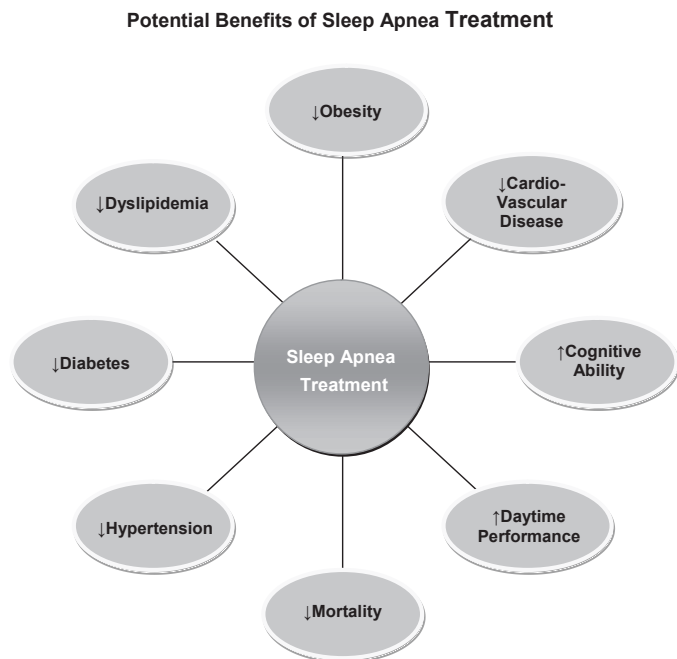 Potential Benefits of Sleep Apnea Treatment
↓Obesity
↓Cardio-
Vascular
Disease
↑Cognitive
Ability
↑Daytime
Performance
↓Mortality
↓Hypertension
↓Diabetes
↓Dyslipidemia
Sleep Apnea
Treatment